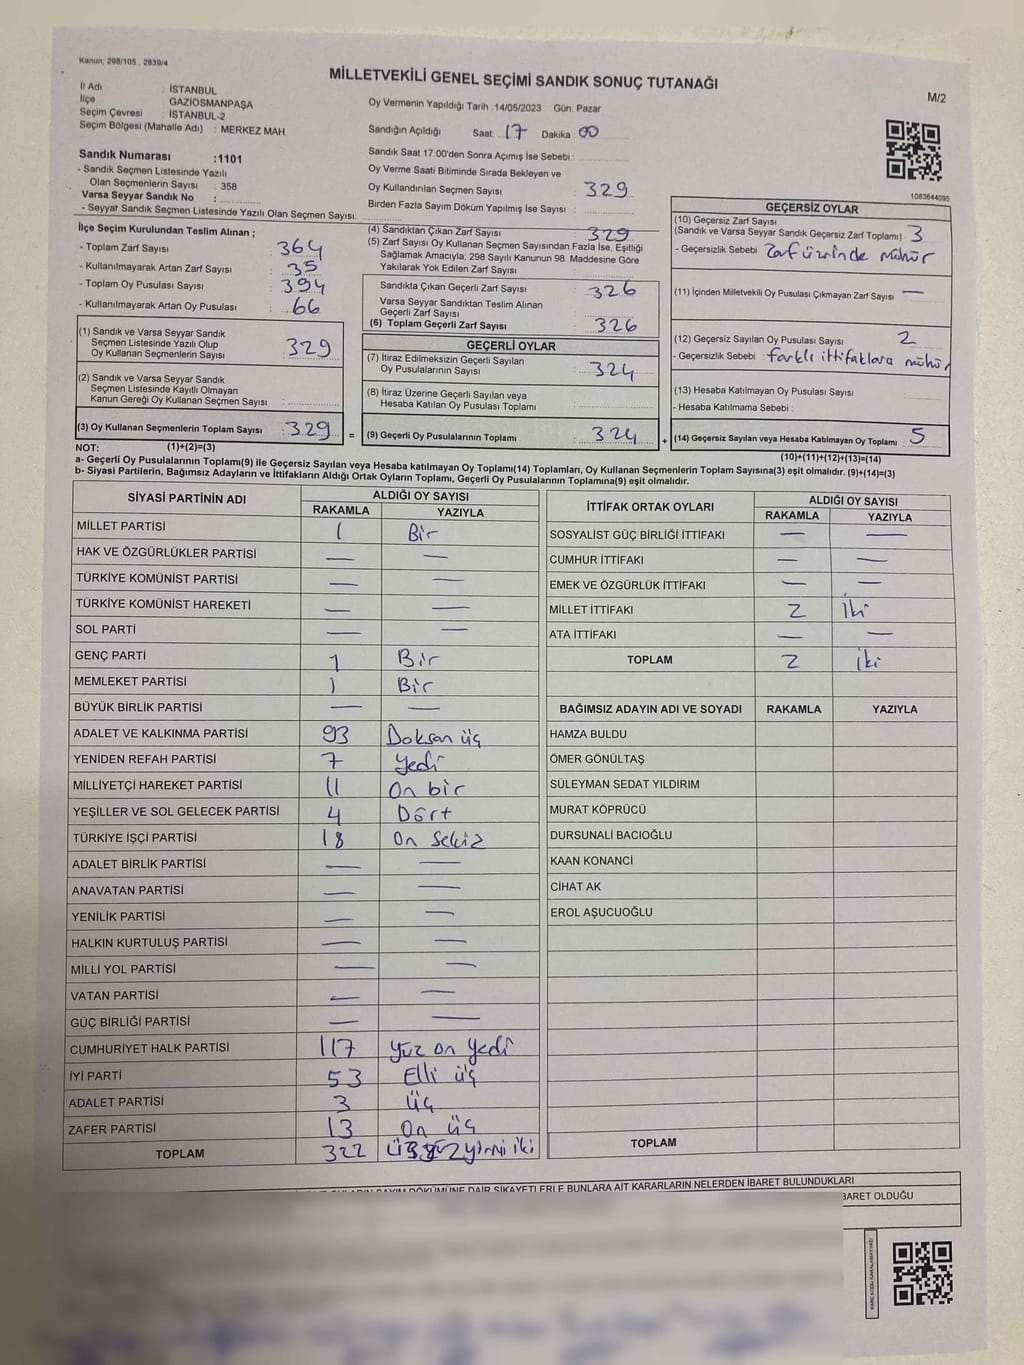 Kanun: 298/105 , 2839/4
MİLLETVEKİLİ GENEL SEÇİMİ SANDIK SONUÇ TUTANAĞI
M/2
İl Adı : İSTANBUL
İlçe : GAZİOSMANPAŞA
Seçim Çevresi : İSTANBUL-2
Seçim Bölgesi (Mahalle Adı) : MERKEZ MAH.
Oy Vermenin Yapıldığı Tarih :14/05/2023 Gün: Pazar
Sandığın Açıldığı Saat: 17 Dakika 00
Sandık Saat 17:00'den Sonra Açımış İse Sebebi :
Oy Verme Saati Bitiminde Sırada Bekleyen ve
Oy Kullandırılan Seçmen Sayısı : 329
Birden Fazla Sayım Döküm Yapılmış İse Sayısı :
Sandık Numarası :1101
- Sandık Seçmen Listesinde Yazılı
Olan Seçmenlerin Sayısı : 358
Varsa Seyyar Sandık No :
- Seyyar Sandık Seçmen Listesinde Yazılı Olan Seçmen Sayısı:
1063644095
İlçe Seçim Kurulundan Teslim Alınan ;
- Toplam Zarf Sayısı : 364
- Kullanılmayarak Artan Zarf Sayısı : 35
- Toplam Oy Pusulası Sayısı : 394
- Kullanılmayarak Artan Oy Pusulası : 66
(1) Sandık ve Varsa Seyyar Sandık
Seçmen Listesinde Yazılı Olup
Oy Kullanan Seçmenlerin Sayısı : 329
(2) Sandık ve Varsa Seyyar Sandık
Seçmen Listesinde Kayıtlı Olmayan
Kanun Gereği Oy Kullanan Seçmen Sayısı :
(3) Oy Kullanan Seçmenlerin Toplam Sayısı : 329 =
(4) Sandıktan Çıkan Zarf Sayısı : 329
(5) Zarf Sayısı Oy Kullanan Seçmen Sayısından Fazla İse, Eşitliği
Sağlamak Amacıyla, 298 Sayılı Kanunun 98. Maddesine Göre
Yakılarak Yok Edilen Zarf Sayısı :
Sandıkta Çıkan Geçerli Zarf Sayısı : 326
Varsa Seyyar Sandıktan Teslim Alınan
Geçerli Zarf Sayısı :
(6) Toplam Geçerli Zarf Sayısı : 326
GEÇERLİ OYLAR
(7) İtiraz Edilmeksizin Geçerli Sayılan
Oy Pusulalarının Sayısı : 324
(8) İtiraz Üzerine Geçerli Sayılan veya
Hesaba Katılan Oy Pusulası Toplamı :
(9) Geçerli Oy Pusulalarının Toplamı : 324 +
GEÇERSİZ OYLAR
(10) Geçersiz Zarf Sayısı
(Sandık ve Varsa Seyyar Sandık Geçersiz Zarf Toplamı) : 3
- Geçersizlik Sebebi : Zarf üzerinde mühür
(11) İçinden Milletvekili Oy Pusulası Çıkmayan Zarf Sayısı : —
(12) Geçersiz Sayılan Oy Pusulası Sayısı : 2
- Geçersizlik Sebebi : farklı ittifaklara mühür
(13) Hesaba Katılmayan Oy Pusulası Sayısı :
- Hesaba Katılmama Sebebi :
(14) Geçersiz Sayılan veya Hesaba Katılmayan Oy Toplamı : 5
NOT: (1)+(2)=(3)
(10)+(11)+(12)+(13)=(14)
a- Geçerli Oy Pusulalarının Toplamı(9) ile Geçersiz Sayılan veya Hesaba katılmayan Oy Toplamı(14) Toplamları, Oy Kullanan Seçmenlerin Toplam Sayısına(3) eşit olmalıdır. (9)+(14)=(3)
b- Siyasi Partilerin, Bağımsız Adayların ve İttifakların Aldığı Ortak Oyların Toplamı, Geçerli Oy Pusulalarının Toplamına(9) eşit olmalıdır.
SİYASİ PARTİNİN ADI ALDIĞI OY SAYISI
RAKAMLA YAZIYLA
MİLLET PARTİSİ 1 Bir
HAK VE ÖZGÜRLÜKLER PARTİSİ — —
TÜRKİYE KOMÜNİST PARTİSİ — —
TÜRKİYE KOMÜNİST HAREKETİ — —
SOL PARTİ — —
GENÇ PARTİ 1 Bir
MEMLEKET PARTİSİ 1 Bir
BÜYÜK BİRLİK PARTİSİ — —
ADALET VE KALKINMA PARTİSİ 93 Doksan üç
YENİDEN REFAH PARTİSİ 7 Yedi
MİLLİYETÇİ HAREKET PARTİSİ 11 On bir
YEŞİLLER VE SOL GELECEK PARTİSİ 4 Dört
TÜRKİYE İŞÇİ PARTİSİ 18 On Sekiz
ADALET BİRLİK PARTİSİ — —
ANAVATAN PARTİSİ — —
YENİLİK PARTİSİ — —
HALKIN KURTULUŞ PARTİSİ — —
MİLLİ YOL PARTİSİ — —
VATAN PARTİSİ — —
GÜÇ BİRLİĞİ PARTİSİ — —
CUMHURİYET HALK PARTİSİ 117 Yüz on yedi
İYİ PARTİ 53 Elli üç
ADALET PARTİSİ 3 üç
ZAFER PARTİSİ 13 On üç
TOPLAM 322 üç yüz yirmi iki
İTTİFAK ORTAK OYLARI ALDIĞI OY SAYISI
RAKAMLA YAZIYLA
SOSYALİST GÜÇ BİRLİĞİ İTTİFAKI — —
CUMHUR İTTİFAKI — —
EMEK VE ÖZGÜRLÜK İTTİFAKI — —
MİLLET İTTİFAKI 2 İki
ATA İTTİFAKI — —
TOPLAM 2 iki
BAĞIMSIZ ADAYIN ADI VE SOYADI RAKAMLA YAZIYLA
HAMZA BULDU
ÖMER GÖNÜLTAŞ
SÜLEYMAN SEDAT YILDIRIM
MURAT KÖPRÜCÜ
DURSUNALİ BACIOĞLU
KAAN KONANCİ
CİHAT AK
EROL AŞUCUOĞLU
TOPLAM
SAYIM DÖKÜMÜNE DAİR ŞİKAYETLERLE BUNLARA AİT KARARLARIN NELERDEN İBARET BULUNDUKLARI
İBARET OLDUĞU